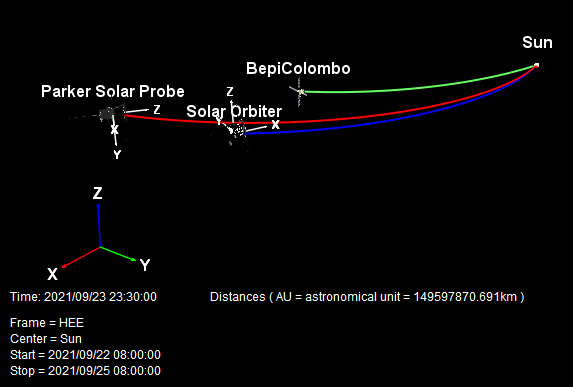 Sun
BepiColombo
Parker Solar Probe
Z
Z
Solar Orbiter
X
Y
X
Y
Z
X
Y
Time: 2021/09/23 23:30:00
Distances ( AU = astronomical unit = 149597870.691km )
Frame = HEE
Center = Sun
Start = 2021/09/22 08:00:00
Stop = 2021/09/25 08:00:00